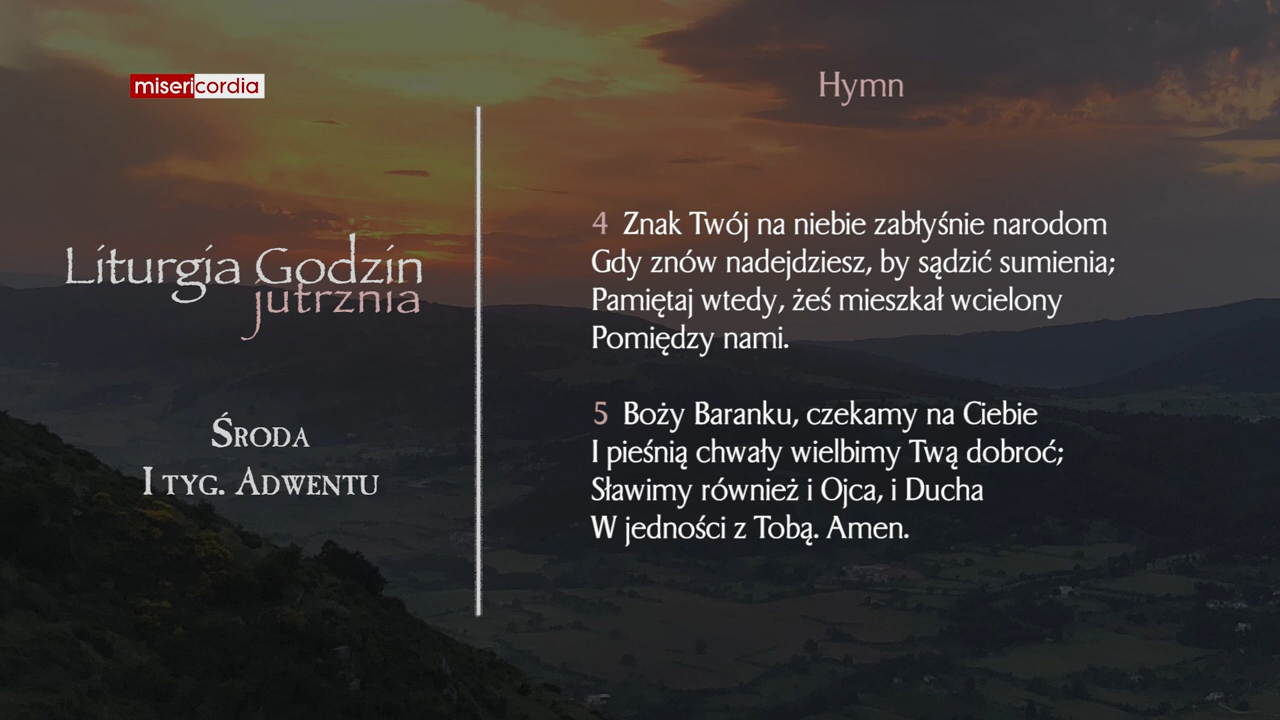 misericordia
Liturgia Godzin
jutrznia
Środa
I tyg. Adwentu
Hymn
4 Znak Twój na niebie zabłyśnie narodom
Gdy znów nadejdziesz, by sądzić sumienia;
Pamiętaj wtedy, żeś mieszkał wcielony
Pomiędzy nami.
5 Boży Baranku, czekamy na Ciebie
I pieśnią chwały wielbimy Twą dobroć;
Sławimy również i Ojca, i Ducha
W jedności z Tobą. Amen.